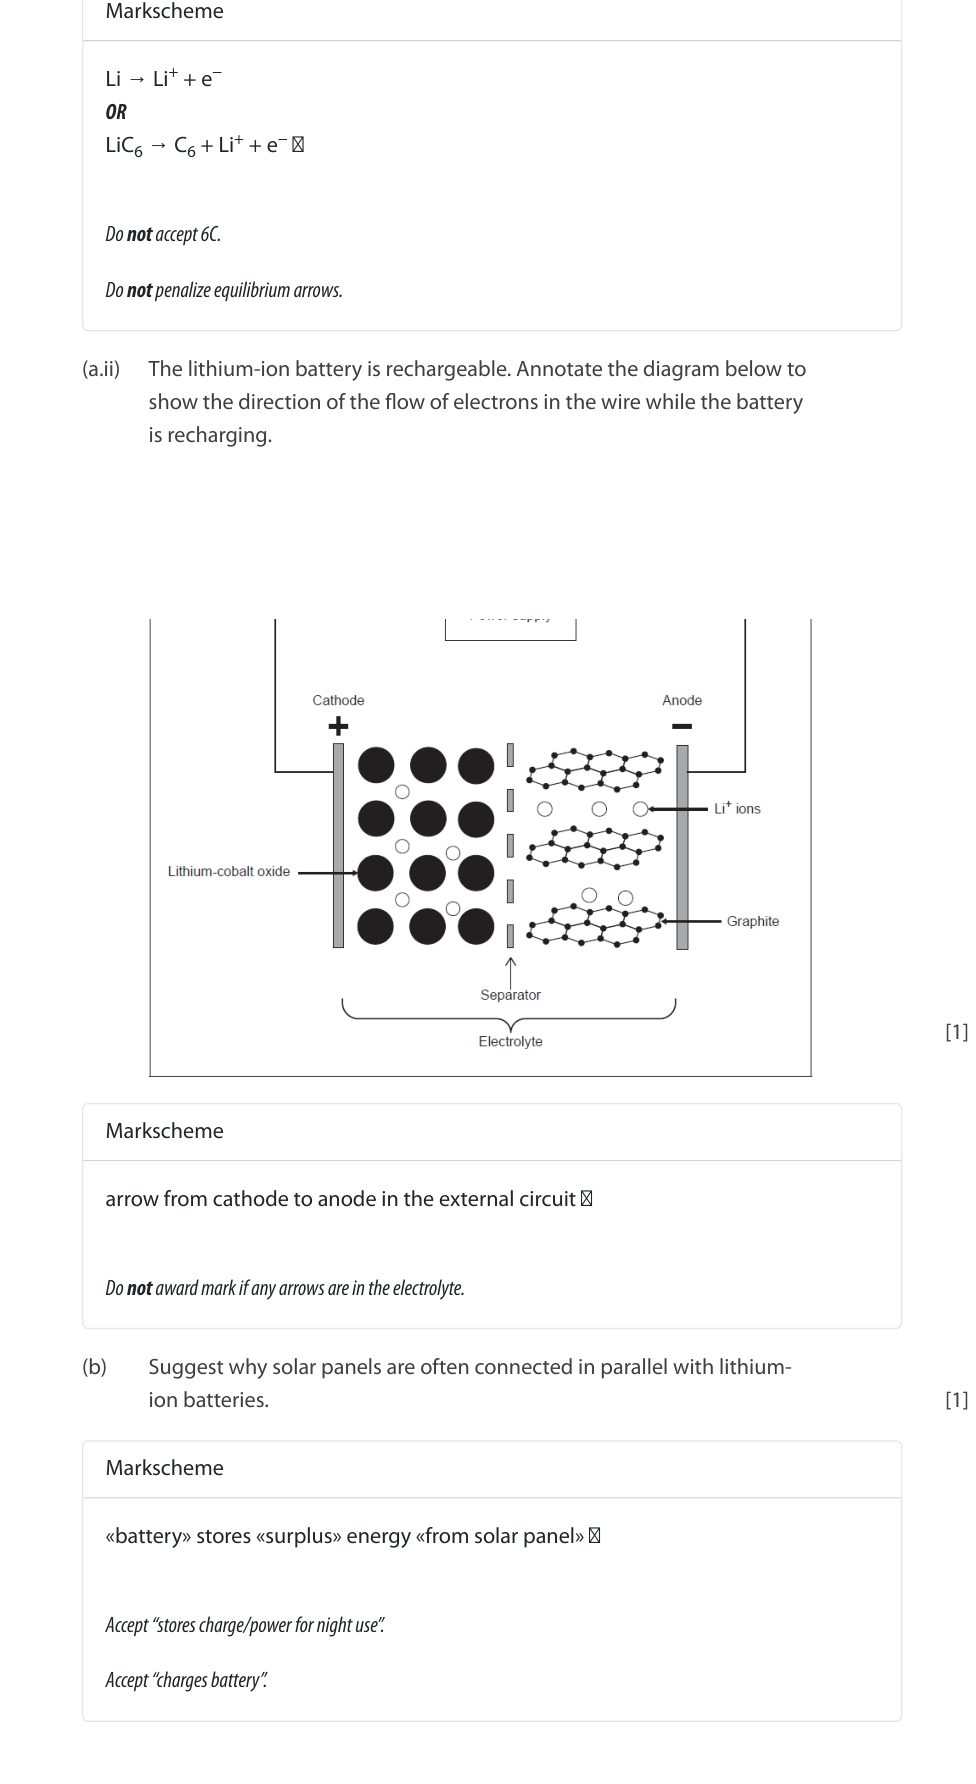 Markscheme
Li → Li⁺ + e⁻
OR
LiC₆ → C₆ + Li⁺ + e⁻ ☒
Do not accept 6C.
Do not penalize equilibrium arrows.
(a.ii) The lithium-ion battery is rechargeable. Annotate the diagram below to
show the direction of the flow of electrons in the wire while the battery
is recharging.
Cathode
Anode
+
−
Li⁺ ions
Lithium-cobalt oxide
Graphite
Separator
Electrolyte
[1]
Markscheme
arrow from cathode to anode in the external circuit ☒
Do not award mark if any arrows are in the electrolyte.
(b) Suggest why solar panels are often connected in parallel with lithium-
ion batteries. [1]
Markscheme
«battery» stores «surplus» energy «from solar panel» ☒
Accept “stores charge/power for night use”.
Accept “charges battery”.